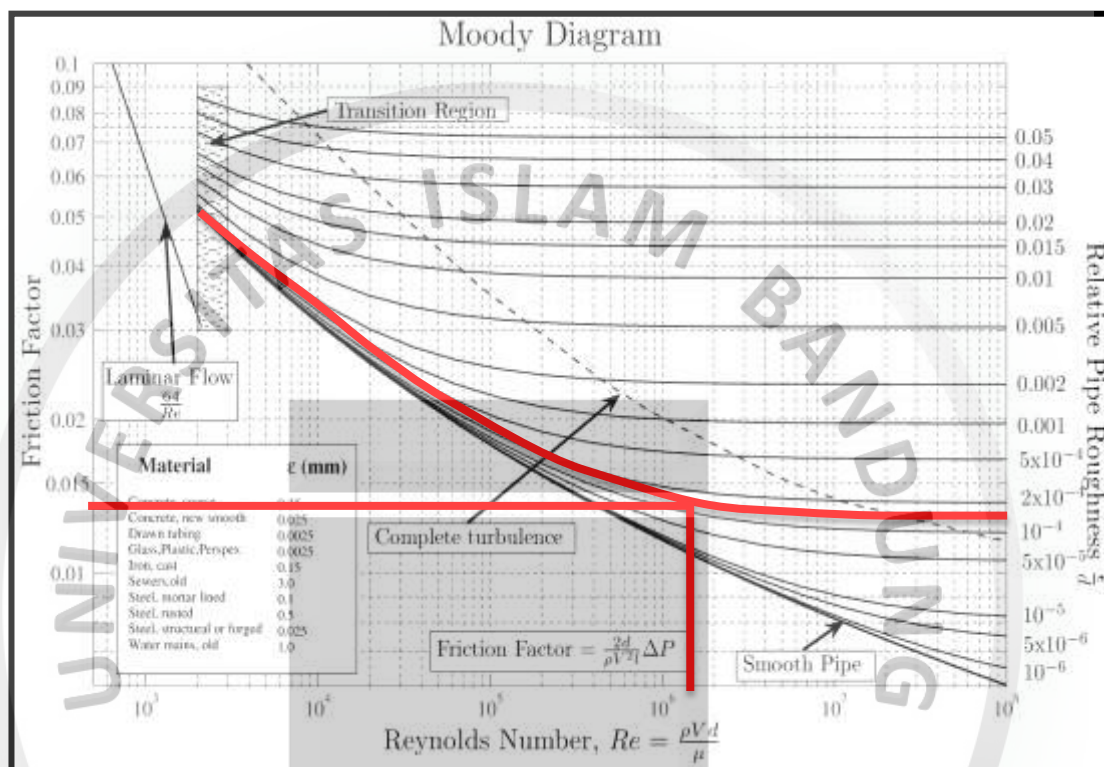 Moody Diagram
Transition Region
Friction Factor
0.1
0.09
0.08
0.07
0.06
0.05
0.04
0.03
0.02
0.015
0.01
Laminar Flow
64
Re
Material ε (mm)
Concrete, new smooth 0.025
Drawn tubing 0.0025
Glass,Plastic,Perspex 0.0025
Iron, cast 0.15
Sewers,old 3.0
Steel, mortar lined 0.1
Steel, rusted 0.5
Steel, structural or forged 0.025
Water mains, old 1.0
Complete turbulence
Friction Factor = 2d/ρV²l ΔP
Smooth Pipe
0.05
0.04
0.03
0.02
0.015
0.01
0.005
0.002
0.001
5x10⁻⁴
2x10⁻⁴
10⁻⁴
5x10⁻⁵
10⁻⁵
5x10⁻⁶
10⁻⁶
Relative Pipe Roughness ε/d
10³ 10⁴ 10⁵ 10⁶ 10⁷ 10⁸
Reynolds Number, Re = ρVd/μ
UNIVERSITAS ISLAM BANDUNG